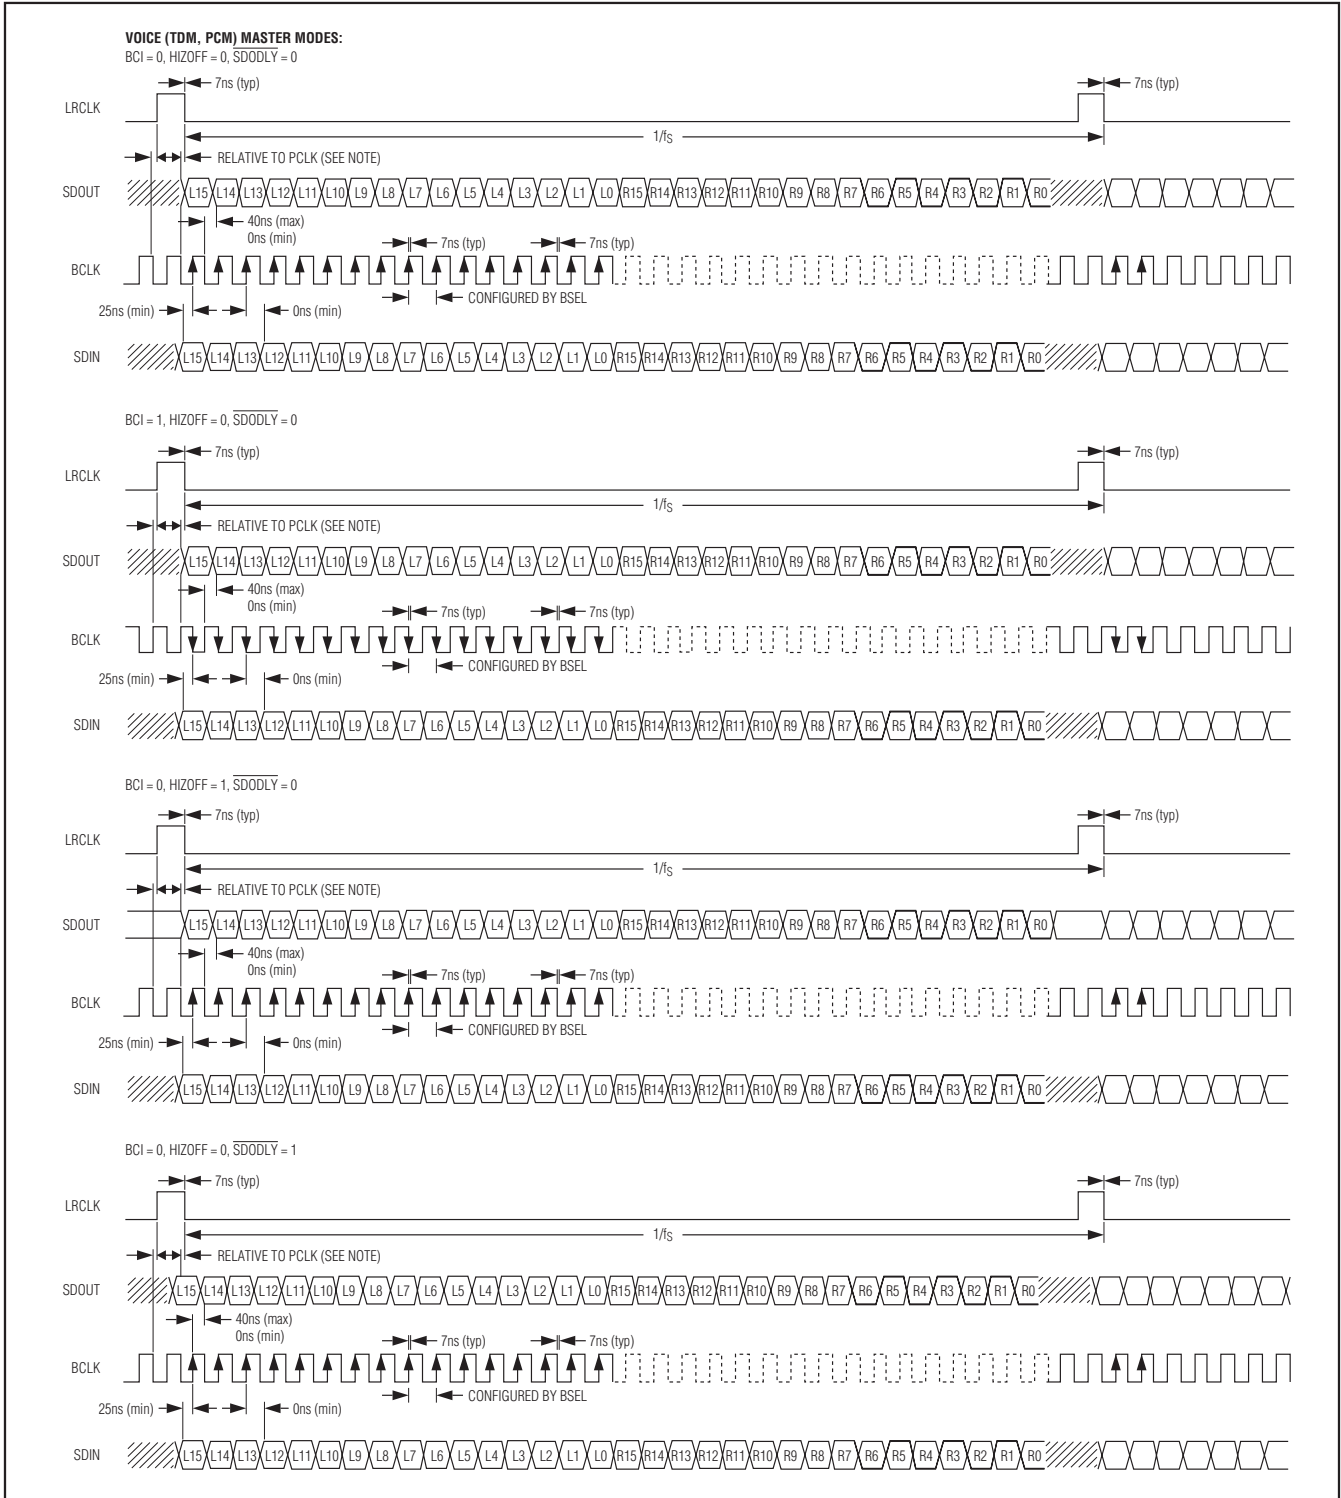 VOICE (TDM, PCM) MASTER MODES:
BCI = 0, HIZOFF = 0, S̅D̅O̅D̅L̅Y̅ = 0
7ns (typ) 7ns (typ)
LRCLK
1/fS
RELATIVE TO PCLK (SEE NOTE)
SDOUT L15 L14 L13 L12 L11 L10 L9 L8 L7 L6 L5 L4 L3 L2 L1 L0 R15 R14 R13 R12 R11 R10 R9 R8 R7 R6 R5 R4 R3 R2 R1 R0
40ns (max)
0ns (min) 7ns (typ) 7ns (typ)
BCLK
CONFIGURED BY BSEL
25ns (min) 0ns (min)
SDIN L15 L14 L13 L12 L11 L10 L9 L8 L7 L6 L5 L4 L3 L2 L1 L0 R15 R14 R13 R12 R11 R10 R9 R8 R7 R6 R5 R4 R3 R2 R1 R0
BCI = 1, HIZOFF = 0, S̅D̅O̅D̅L̅Y̅ = 0
7ns (typ) 7ns (typ)
LRCLK
1/fS
RELATIVE TO PCLK (SEE NOTE)
SDOUT L15 L14 L13 L12 L11 L10 L9 L8 L7 L6 L5 L4 L3 L2 L1 L0 R15 R14 R13 R12 R11 R10 R9 R8 R7 R6 R5 R4 R3 R2 R1 R0
40ns (max)
0ns (min) 7ns (typ) 7ns (typ)
BCLK
CONFIGURED BY BSEL
25ns (min) 0ns (min)
SDIN L15 L14 L13 L12 L11 L10 L9 L8 L7 L6 L5 L4 L3 L2 L1 L0 R15 R14 R13 R12 R11 R10 R9 R8 R7 R6 R5 R4 R3 R2 R1 R0
BCI = 0, HIZOFF = 1, S̅D̅O̅D̅L̅Y̅ = 0
7ns (typ) 7ns (typ)
LRCLK
1/fS
RELATIVE TO PCLK (SEE NOTE)
SDOUT L15 L14 L13 L12 L11 L10 L9 L8 L7 L6 L5 L4 L3 L2 L1 L0 R15 R14 R13 R12 R11 R10 R9 R8 R7 R6 R5 R4 R3 R2 R1 R0
40ns (max)
0ns (min) 7ns (typ) 7ns (typ)
BCLK
CONFIGURED BY BSEL
25ns (min) 0ns (min)
SDIN L15 L14 L13 L12 L11 L10 L9 L8 L7 L6 L5 L4 L3 L2 L1 L0 R15 R14 R13 R12 R11 R10 R9 R8 R7 R6 R5 R4 R3 R2 R1 R0
BCI = 0, HIZOFF = 0, S̅D̅O̅D̅L̅Y̅ = 1
7ns (typ) 7ns (typ)
LRCLK
1/fS
RELATIVE TO PCLK (SEE NOTE)
SDOUT L15 L14 L13 L12 L11 L10 L9 L8 L7 L6 L5 L4 L3 L2 L1 L0 R15 R14 R13 R12 R11 R10 R9 R8 R7 R6 R5 R4 R3 R2 R1 R0
40ns (max)
0ns (min) 7ns (typ) 7ns (typ)
BCLK
CONFIGURED BY BSEL
25ns (min) 0ns (min)
SDIN L15 L14 L13 L12 L11 L10 L9 L8 L7 L6 L5 L4 L3 L2 L1 L0 R15 R14 R13 R12 R11 R10 R9 R8 R7 R6 R5 R4 R3 R2 R1 R0